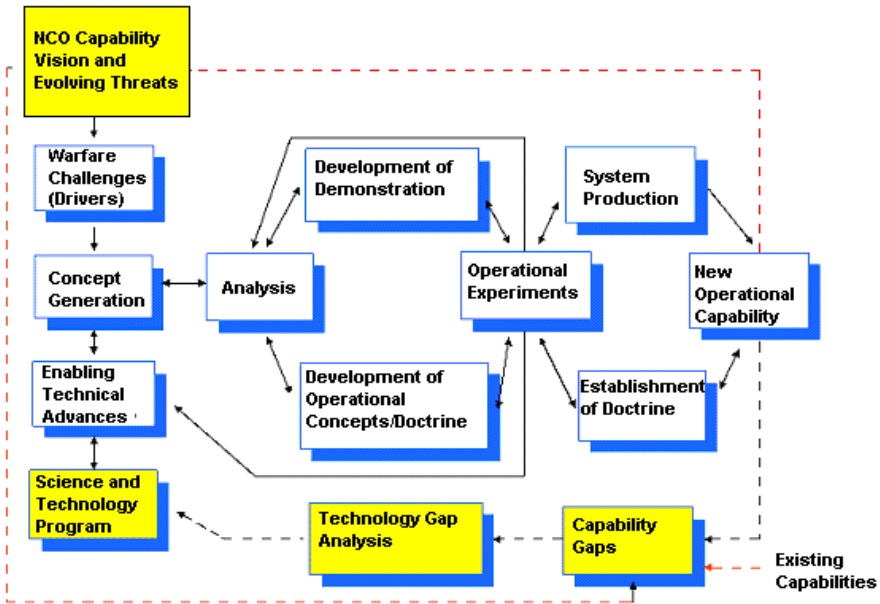 NCO Capability
Vision and
Evolving Threats
Warfare
Challenges
(Drivers)
Development of
Demonstration
System
Production
Concept
Generation
Analysis
Operational
Experiments
New
Operational
Capability
Enabling
Technical
Advances
Development of
Operational
Concepts/Doctrine
Establishment
of Doctrine
Science and
Technology
Program
Technology Gap
Analysis
Capability
Gaps
Existing
Capabilities